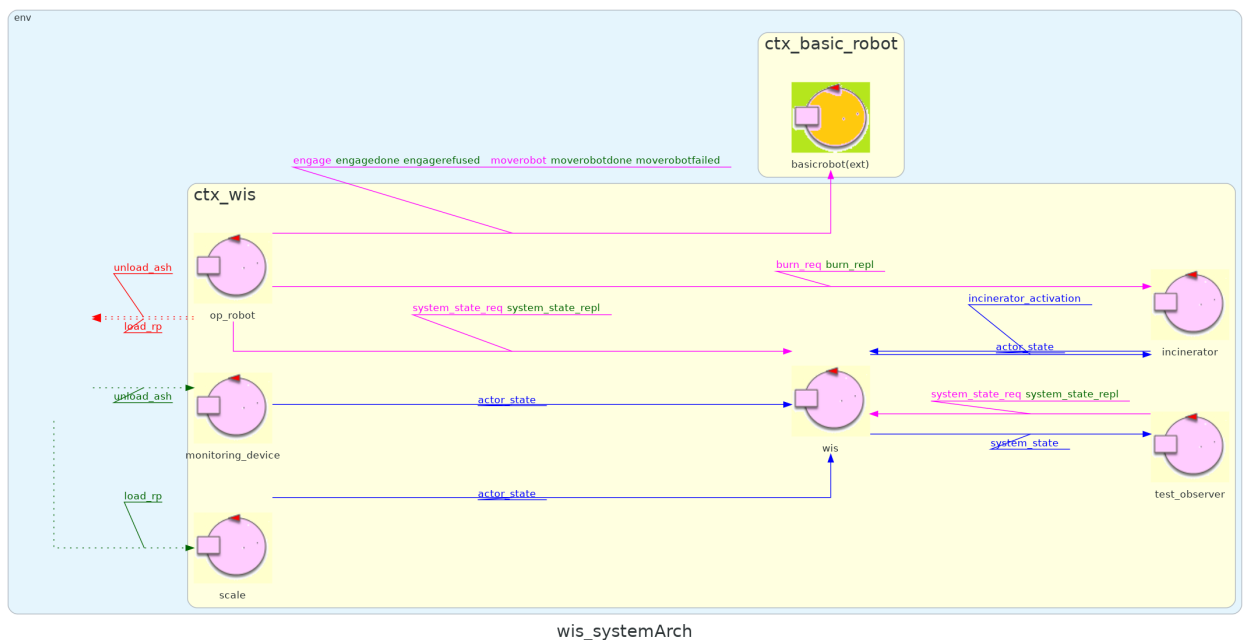 env
ctx_basic_robot
basicrobot(ext)
engage engagedone engagerefused moverobot moverobotdone moverobotfailed
ctx_wis
unload_ash
burn_req burn_repl
op_robot
load_rp
system_state_req system_state_repl
incinerator_activation
actor_state
incinerator
unload_ash
actor_state
system_state_req system_state_repl
monitoring_device
wis
system_state
actor_state
load_rp
test_observer
scale
wis_systemArch